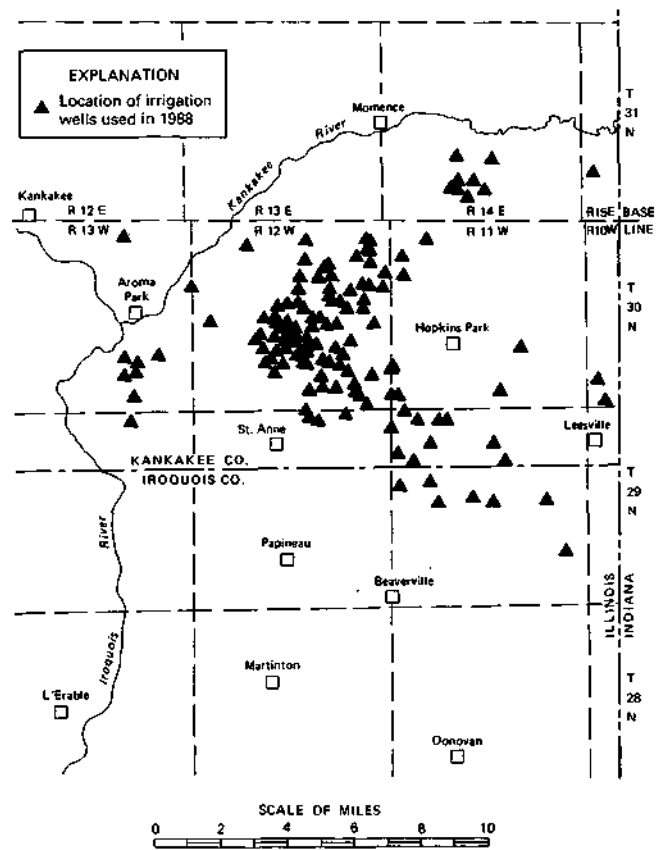 EXPLANATION
Location of irrigation
wells used in 1988
T
31
N
Momence
Kankakee River
Kankakee
R 12 E
R 13 E
R 14 E
R15E
BASE
R 13 W
R 12 W
R 11 W
R10W
LINE
Aroma
Park
T
30
N
Hopkins Park
St. Anne
Leesville
KANKAKEE CO.
IROQUOIS CO.
T
29
N
Iroquois River
Papineau
Beaverville
ILLINOIS
INDIANA
Martinton
L'Erable
T
28
N
Donovan
SCALE OF MILES
0 2 4 6 8 10